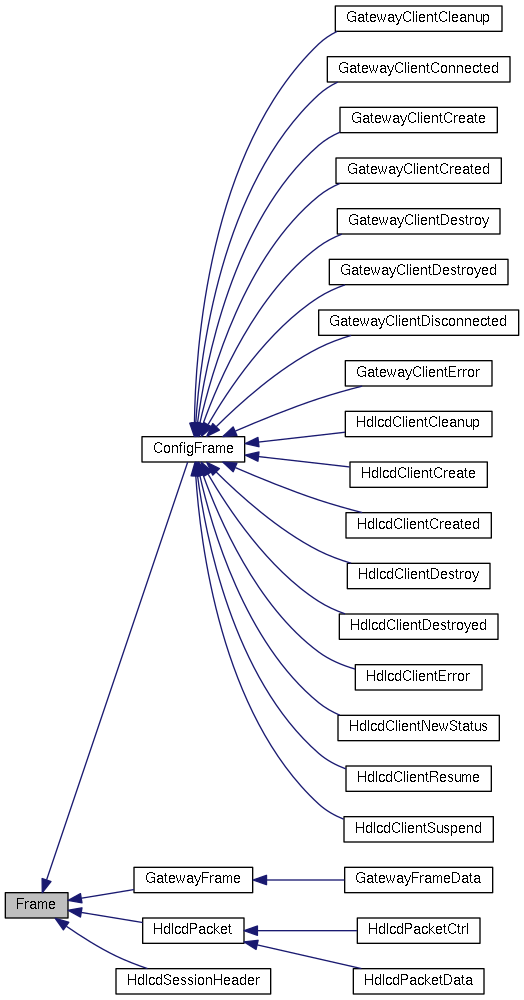 GatewayClientCleanup
GatewayClientConnected
GatewayClientCreate
GatewayClientCreated
GatewayClientDestroy
GatewayClientDestroyed
GatewayClientDisconnected
GatewayClientError
HdlcdClientCleanup
ConfigFrame
HdlcdClientCreate
HdlcdClientCreated
HdlcdClientDestroy
HdlcdClientDestroyed
HdlcdClientError
HdlcdClientNewStatus
HdlcdClientResume
HdlcdClientSuspend
GatewayFrame
GatewayFrameData
Frame
HdlcdPacket
HdlcdPacketCtrl
HdlcdSessionHeader
HdlcdPacketData